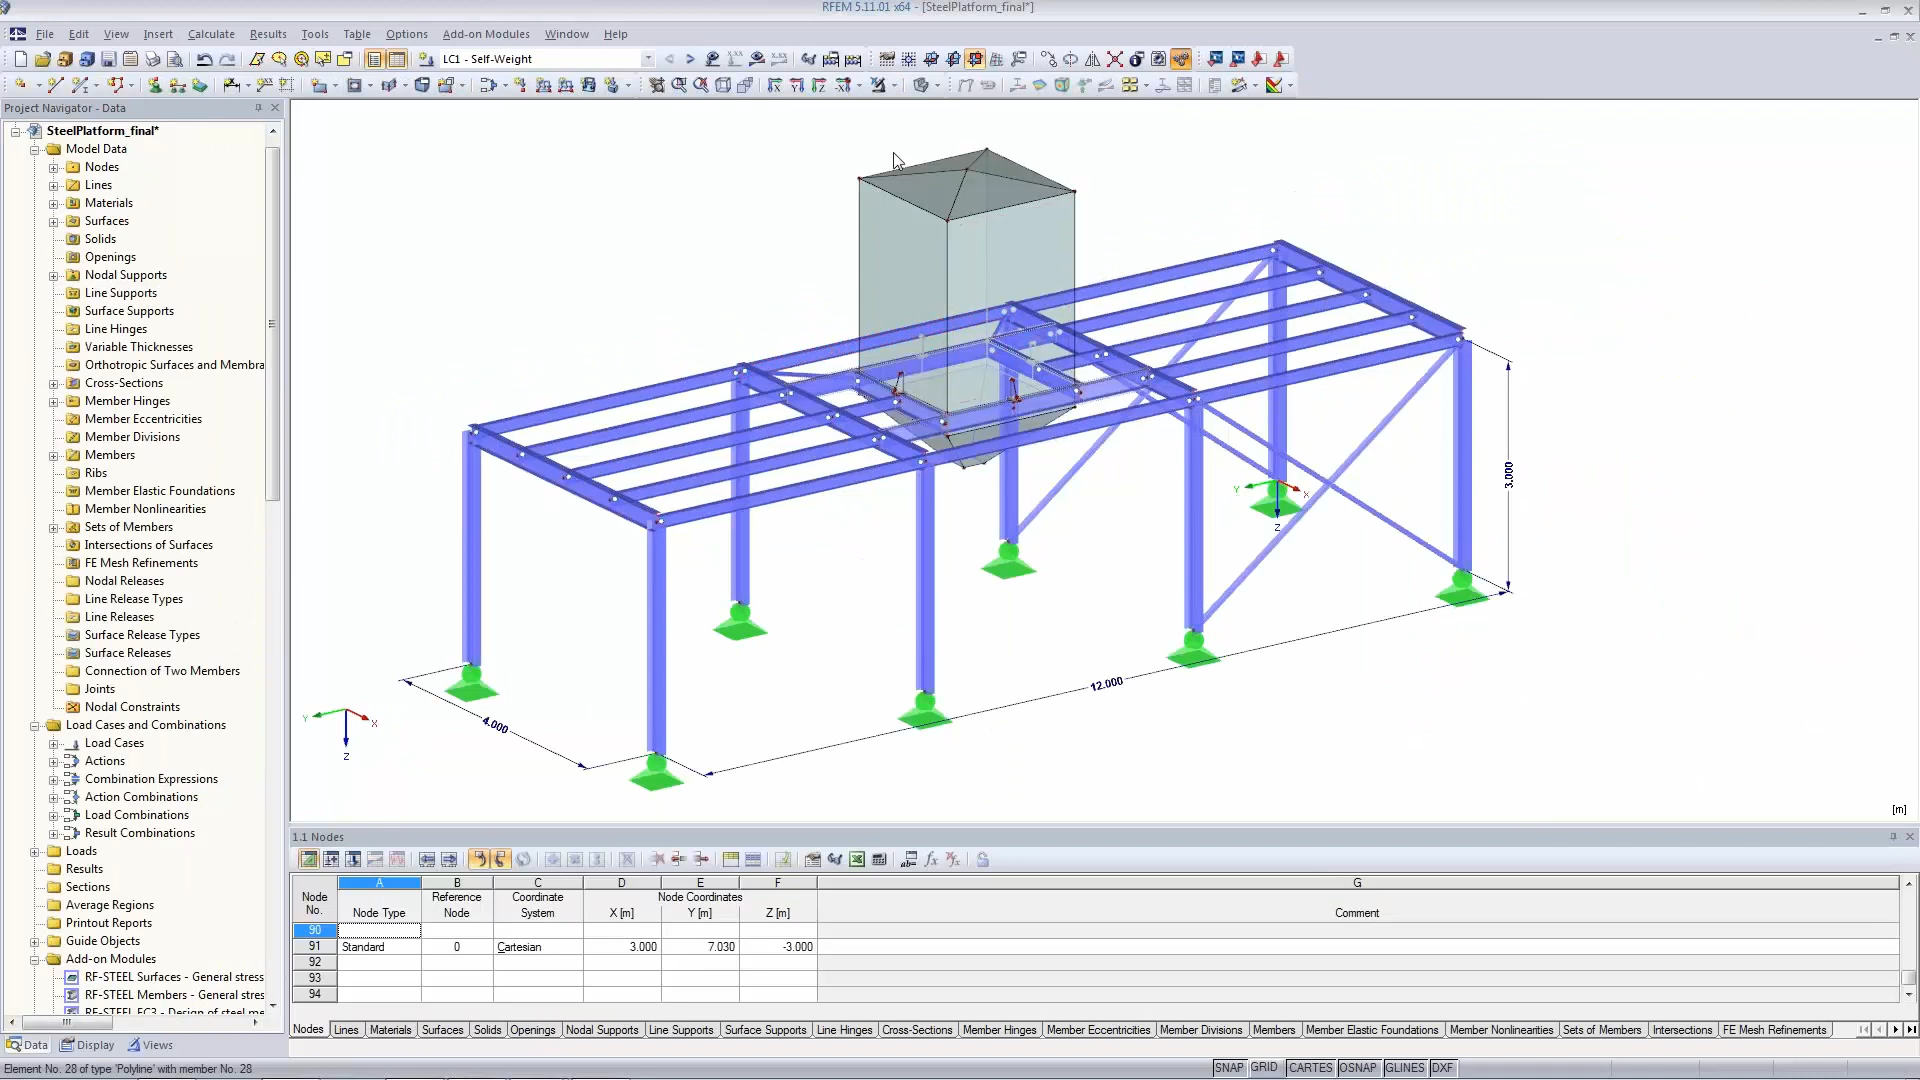 RFEM 5.11.01 x64 - [SteelPlatform_final*]
File Edit View Insert Calculate Results Tools Table Options Add-on Modules Window Help
LC1 - Self-Weight
Project Navigator - Data
SteelPlatform_final*
Model Data
Nodes
Lines
Materials
Surfaces
Solids
Openings
Nodal Supports
Line Supports
Surface Supports
Line Hinges
Variable Thicknesses
Orthotropic Surfaces and Membra
Cross-Sections
Member Hinges
Member Eccentricities
Member Divisions
Members
Ribs
Member Elastic Foundations
Member Nonlinearities
Sets of Members
Intersections of Surfaces
FE Mesh Refinements
Nodal Releases
Line Release Types
Line Releases
Surface Release Types
Surface Releases
Connection of Two Members
Joints
Nodal Constraints
Load Cases and Combinations
Load Cases
Actions
Combination Expressions
Action Combinations
Load Combinations
Result Combinations
Loads
Results
Sections
Average Regions
Printout Reports
Guide Objects
Add-on Modules
RF-STEEL Surfaces - General stress
RF-STEEL Members - General stres
RF-STEEL EC3 - Design of steel me
Data Display Views
3.000
Y X
Z
12.000
4.000
Y X
Z
[m]
1.1 Nodes
A B C D E F G
Node Reference Coordinate Node Coordinates
No. Node Type Node System X [m] Y [m] Z [m] Comment
90
91 Standard 0 Cartesian 3.000 7.030 -3.000
92
93
94
Nodes Lines Materials Surfaces Solids Openings Nodal Supports Line Supports Surface Supports Line Hinges Cross-Sections Member Hinges Member Eccentricities Member Divisions Members Member Elastic Foundations Member Nonlinearities Sets of Members Intersections FE Mesh Refinements
Element No. 28 of type 'Polyline' with member No. 28
SNAP GRID CARTES OSNAP GLINES DXF